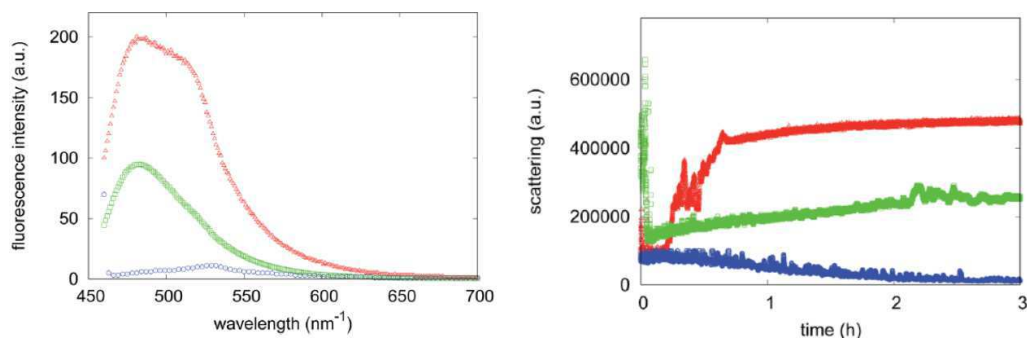 fluorescence intensity (a.u.)
200
150
100
50
0
450 500 550 600 650 700
wavelength (nm⁻¹)
scattering (a.u.)
600000
400000
200000
0
0 1 2 3
time (h)